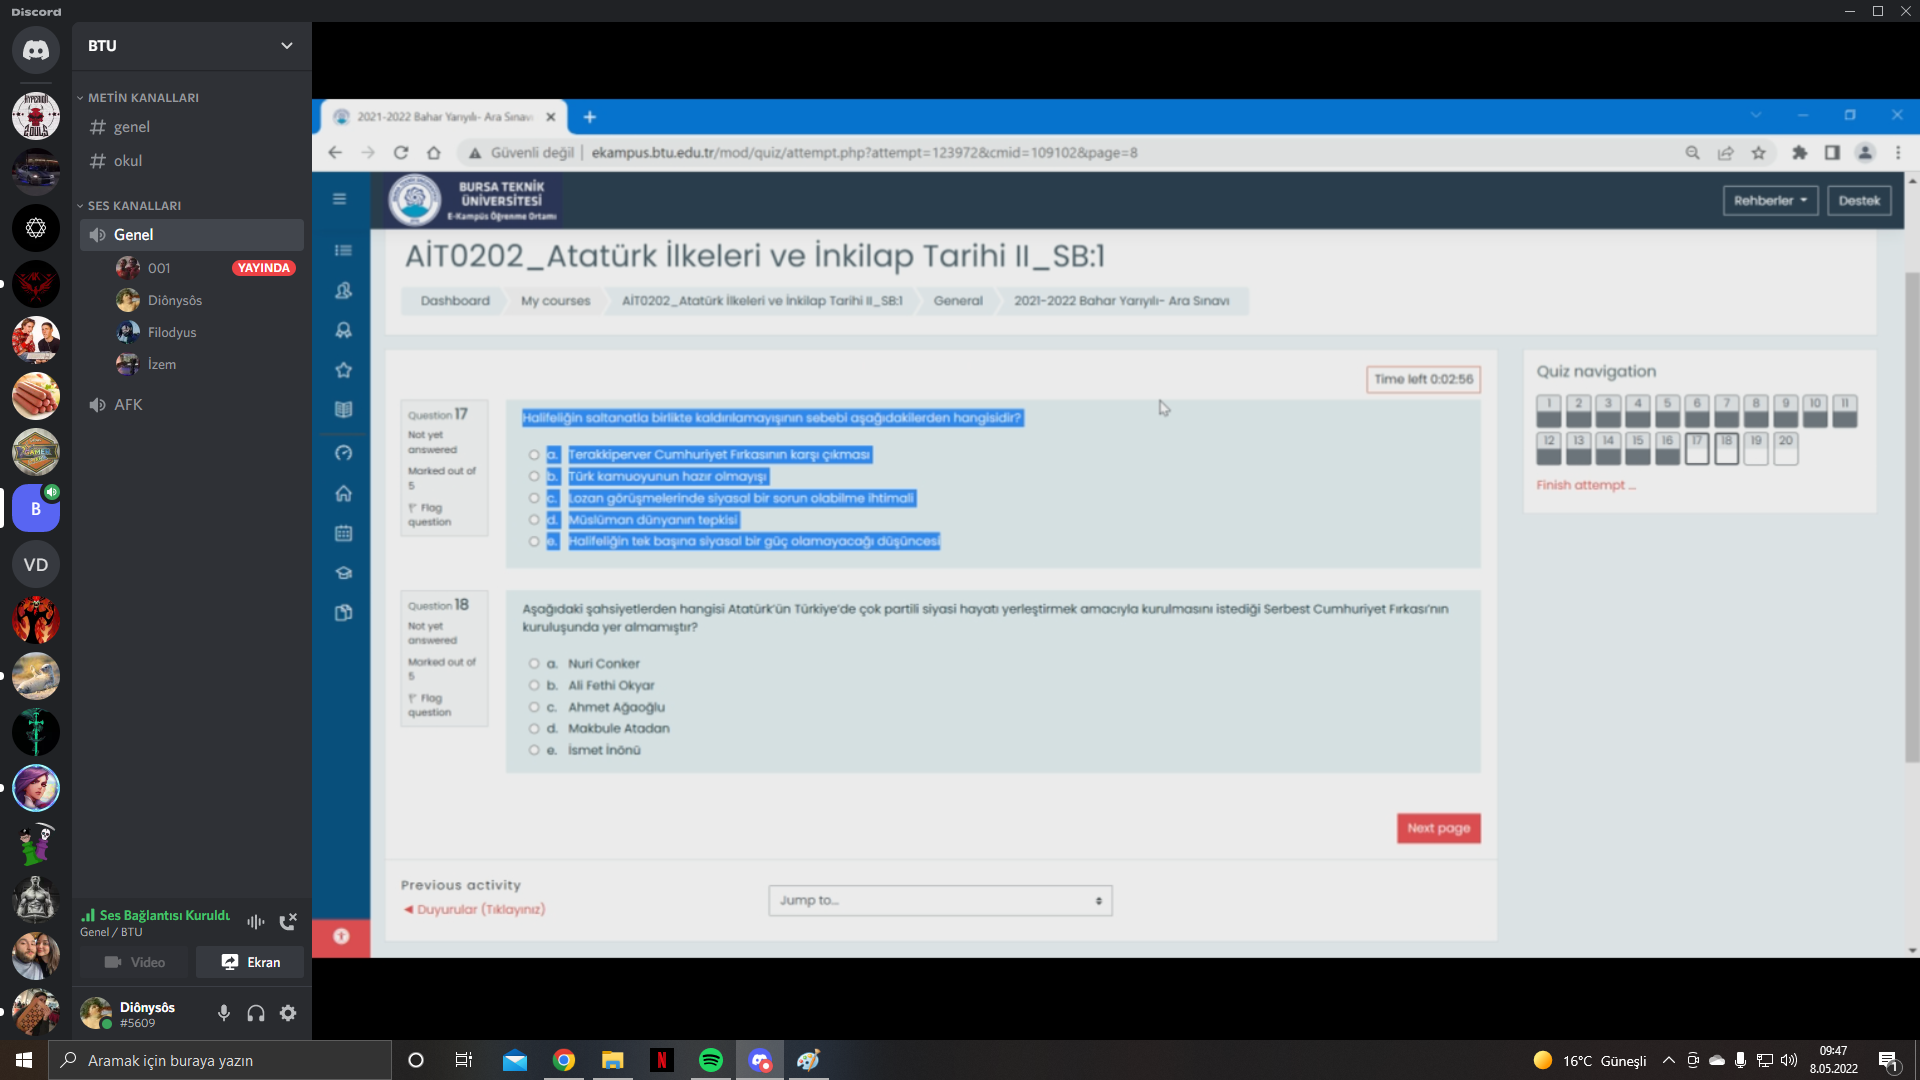 Discord
BTU
METİN KANALLARI
genel
okul
SES KANALLARI
Genel
001 YAYINDA
Diônysôs
Filodyus
İzem
AFK
VD
B
Ses Bağlantısı Kuruldu
Genel / BTU
Video
Ekran
Diônysôs
#5609
2021-2022 Bahar Yarıyılı- Ara Sınavı
Güvenli değil | ekampus.btu.edu.tr/mod/quiz/attempt.php?attempt=123972&cmid=109102&page=8
BURSA TEKNİK
ÜNİVERSİTESİ
E-Kampüs Öğrenme Ortamı
Rehberler
Destek
AİT0202_Atatürk İlkeleri ve İnkilap Tarihi II_SB:1
Dashboard
My courses
AİT0202_Atatürk İlkeleri ve İnkilap Tarihi II_SB:1
General
2021-2022 Bahar Yarıyılı- Ara Sınavı
Time left 0:02:56
Question 17
Not yet
answered
Marked out of
5
Flag
question
Halifeliğin saltanatla birlikte kaldırılamayışının sebebi aşağıdakilerden hangisidir?
a. Terakkiperver Cumhuriyet Fırkasının karşı çıkması
b. Türk kamuoyunun hazır olmayışı
c. Lozan görüşmelerinde siyasal bir sorun olabilme ihtimali
d. Müslüman dünyanın tepkisi
e. Halifeliğin tek başına siyasal bir güç olamayacağı düşüncesi
Question 18
Not yet
answered
Marked out of
5
Flag
question
Aşağıdaki şahsiyetlerden hangisi Atatürk'ün Türkiye'de çok partili siyasi hayatı yerleştirmek amacıyla kurulmasını istediği Serbest Cumhuriyet Fırkası'nın
kuruluşunda yer almamıştır?
a. Nuri Conker
b. Ali Fethi Okyar
c. Ahmet Ağaoğlu
d. Makbule Atadan
e. İsmet İnönü
Next page
Previous activity
◄ Duyurular (Tıklayınız)
Jump to...
Quiz navigation
1 2 3 4 5 6 7 8 9 10 11
12 13 14 15 16 17 18 19 20
Finish attempt ...
Aramak için buraya yazın
16°C Güneşli
09:47
8.05.2022
1